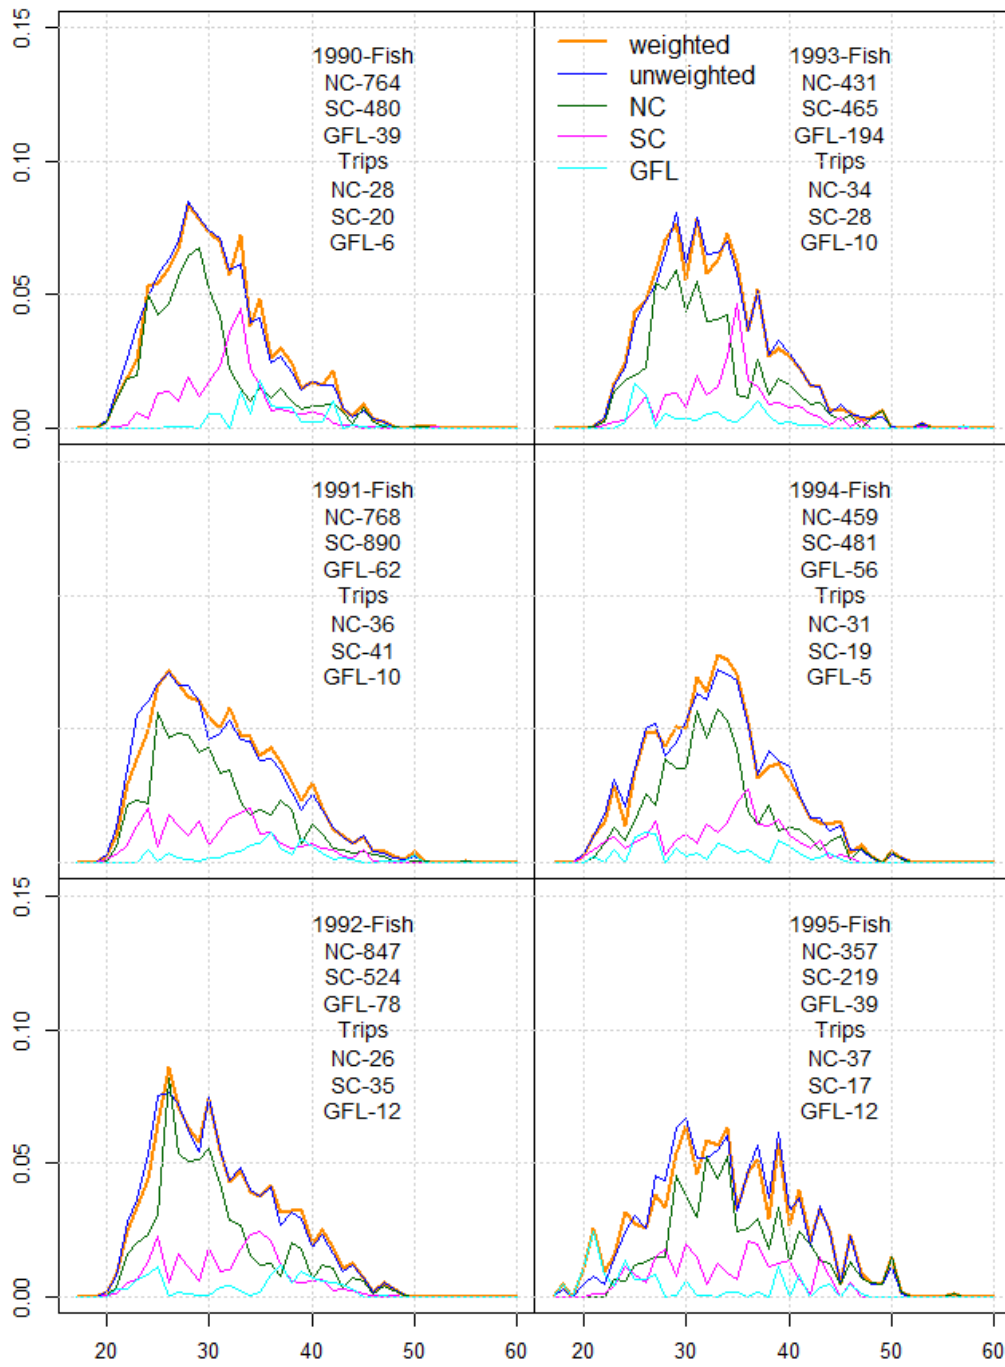 0.15
0.10
0.05
0.00
1990-Fish
NC-764
SC-480
GFL-39
Trips
NC-28
SC-20
GFL-6
weighted
unweighted
NC
SC
GFL
1993-Fish
NC-431
SC-465
GFL-194
Trips
NC-34
SC-28
GFL-10
1991-Fish
NC-768
SC-890
GFL-62
Trips
NC-36
SC-41
GFL-10
1994-Fish
NC-459
SC-481
GFL-56
Trips
NC-31
SC-19
GFL-5
0.15
0.10
0.05
0.00
1992-Fish
NC-847
SC-524
GFL-78
Trips
NC-26
SC-35
GFL-12
1995-Fish
NC-357
SC-219
GFL-39
Trips
NC-37
SC-17
GFL-12
20 30 40 50 60
20 30 40 50 60